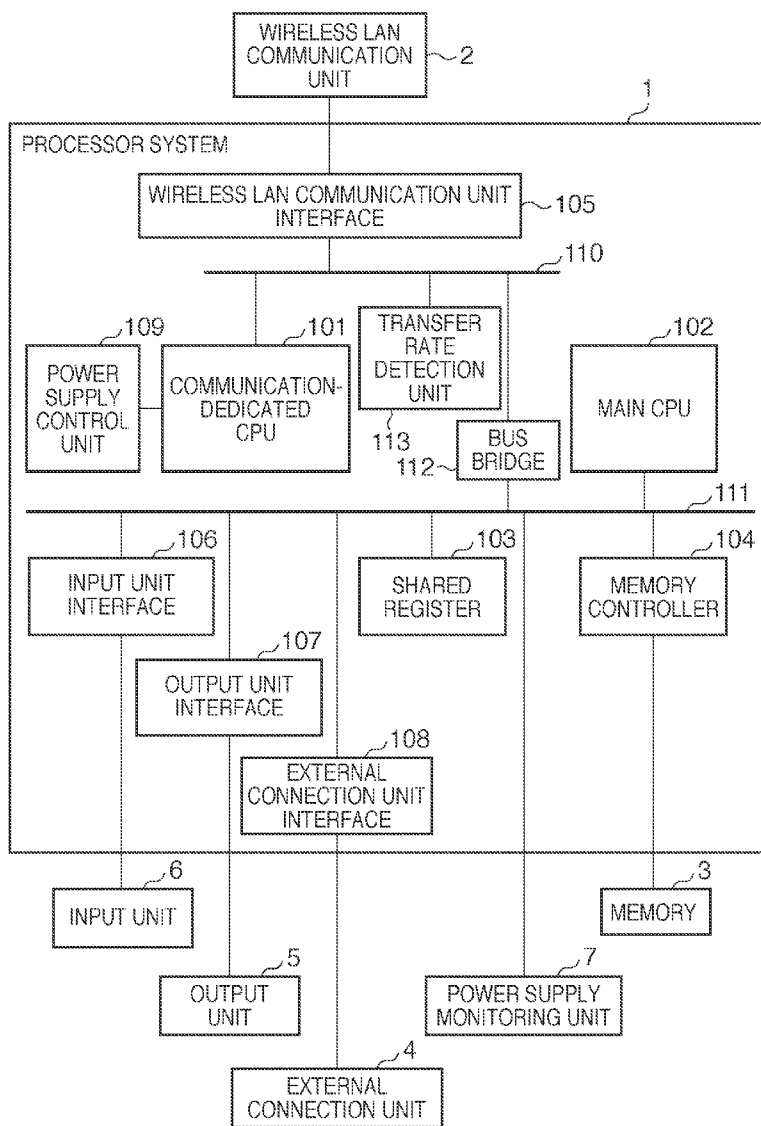 WIRELESS LAN
COMMUNICATION
UNIT
2
1
PROCESSOR SYSTEM
WIRELESS LAN COMMUNICATION UNIT
INTERFACE
105
110
109
POWER
SUPPLY
CONTROL
UNIT
101
COMMUNICATION-
DEDICATED
CPU
TRANSFER
RATE
DETECTION
UNIT
113
102
MAIN CPU
112
BUS
BRIDGE
111
106
INPUT UNIT
INTERFACE
103
SHARED
REGISTER
104
MEMORY
CONTROLLER
107
OUTPUT UNIT
INTERFACE
108
EXTERNAL
CONNECTION UNIT
INTERFACE
6
INPUT UNIT
3
MEMORY
5
OUTPUT
UNIT
7
POWER SUPPLY
MONITORING UNIT
4
EXTERNAL
CONNECTION UNIT